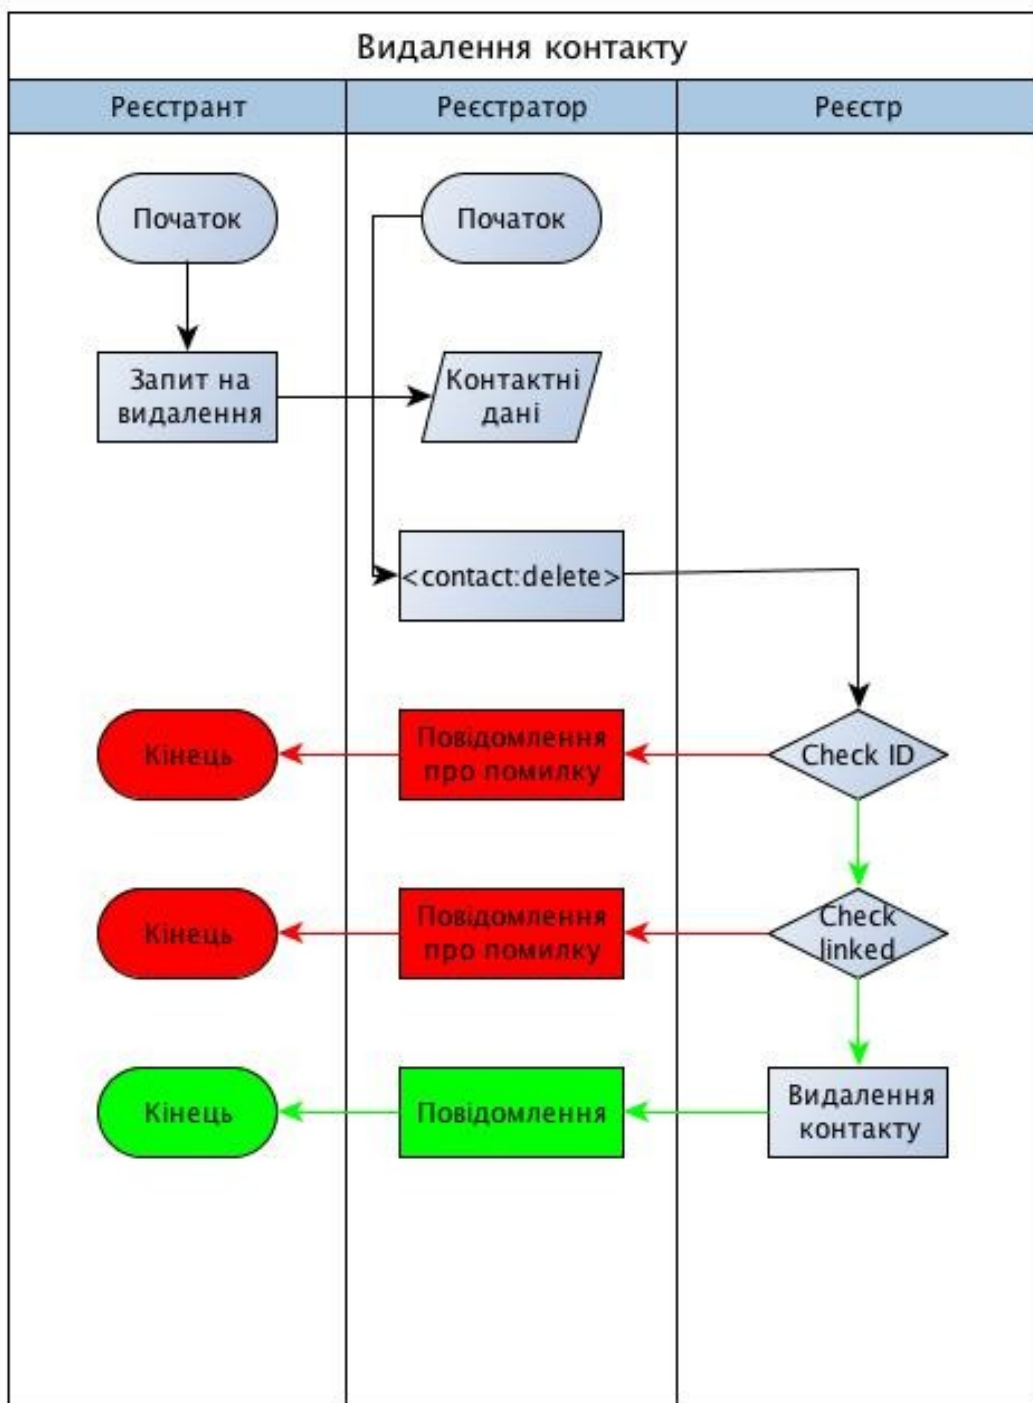 Видалення контакту
Реєстрант
Реєстратор
Реєстр
Початок
Початок
Запит на
видалення
Контактні
дані
<contact:delete>
Кінець
Повідомлення
про помилку
Check ID
Кінець
Повідомлення
про помилку
Check
linked
Кінець
Повідомлення
Видалення
контакту